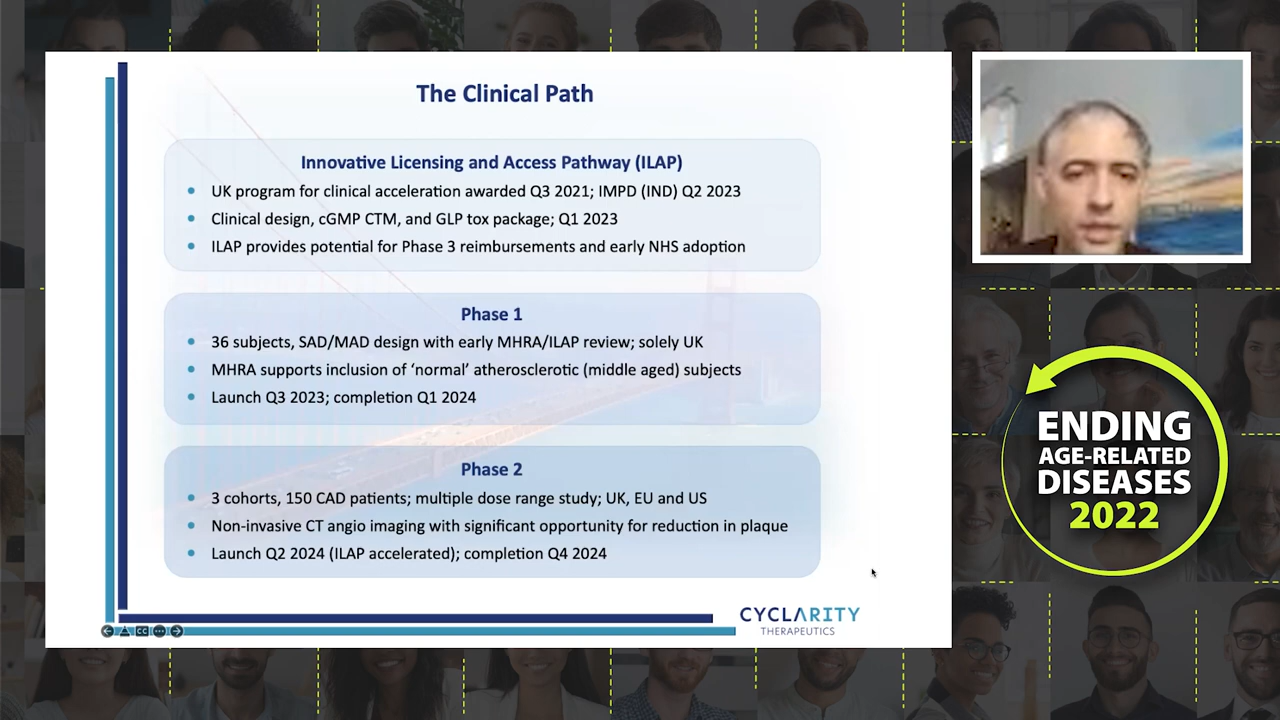 The Clinical Path
Innovative Licensing and Access Pathway (ILAP)
• UK program for clinical acceleration awarded Q3 2021; IMPD (IND) Q2 2023
• Clinical design, cGMP CTM, and GLP tox package; Q1 2023
• ILAP provides potential for Phase 3 reimbursements and early NHS adoption
Phase 1
• 36 subjects, SAD/MAD design with early MHRA/ILAP review; solely UK
• MHRA supports inclusion of ‘normal’ atherosclerotic (middle aged) subjects
• Launch Q3 2023; completion Q1 2024
Phase 2
• 3 cohorts, 150 CAD patients; multiple dose range study; UK, EU and US
• Non-invasive CT angio imaging with significant opportunity for reduction in plaque
• Launch Q2 2024 (ILAP accelerated); completion Q4 2024
CYCLARITY
THERAPEUTICS
CC
ENDING
AGE-RELATED
DISEASES
2022